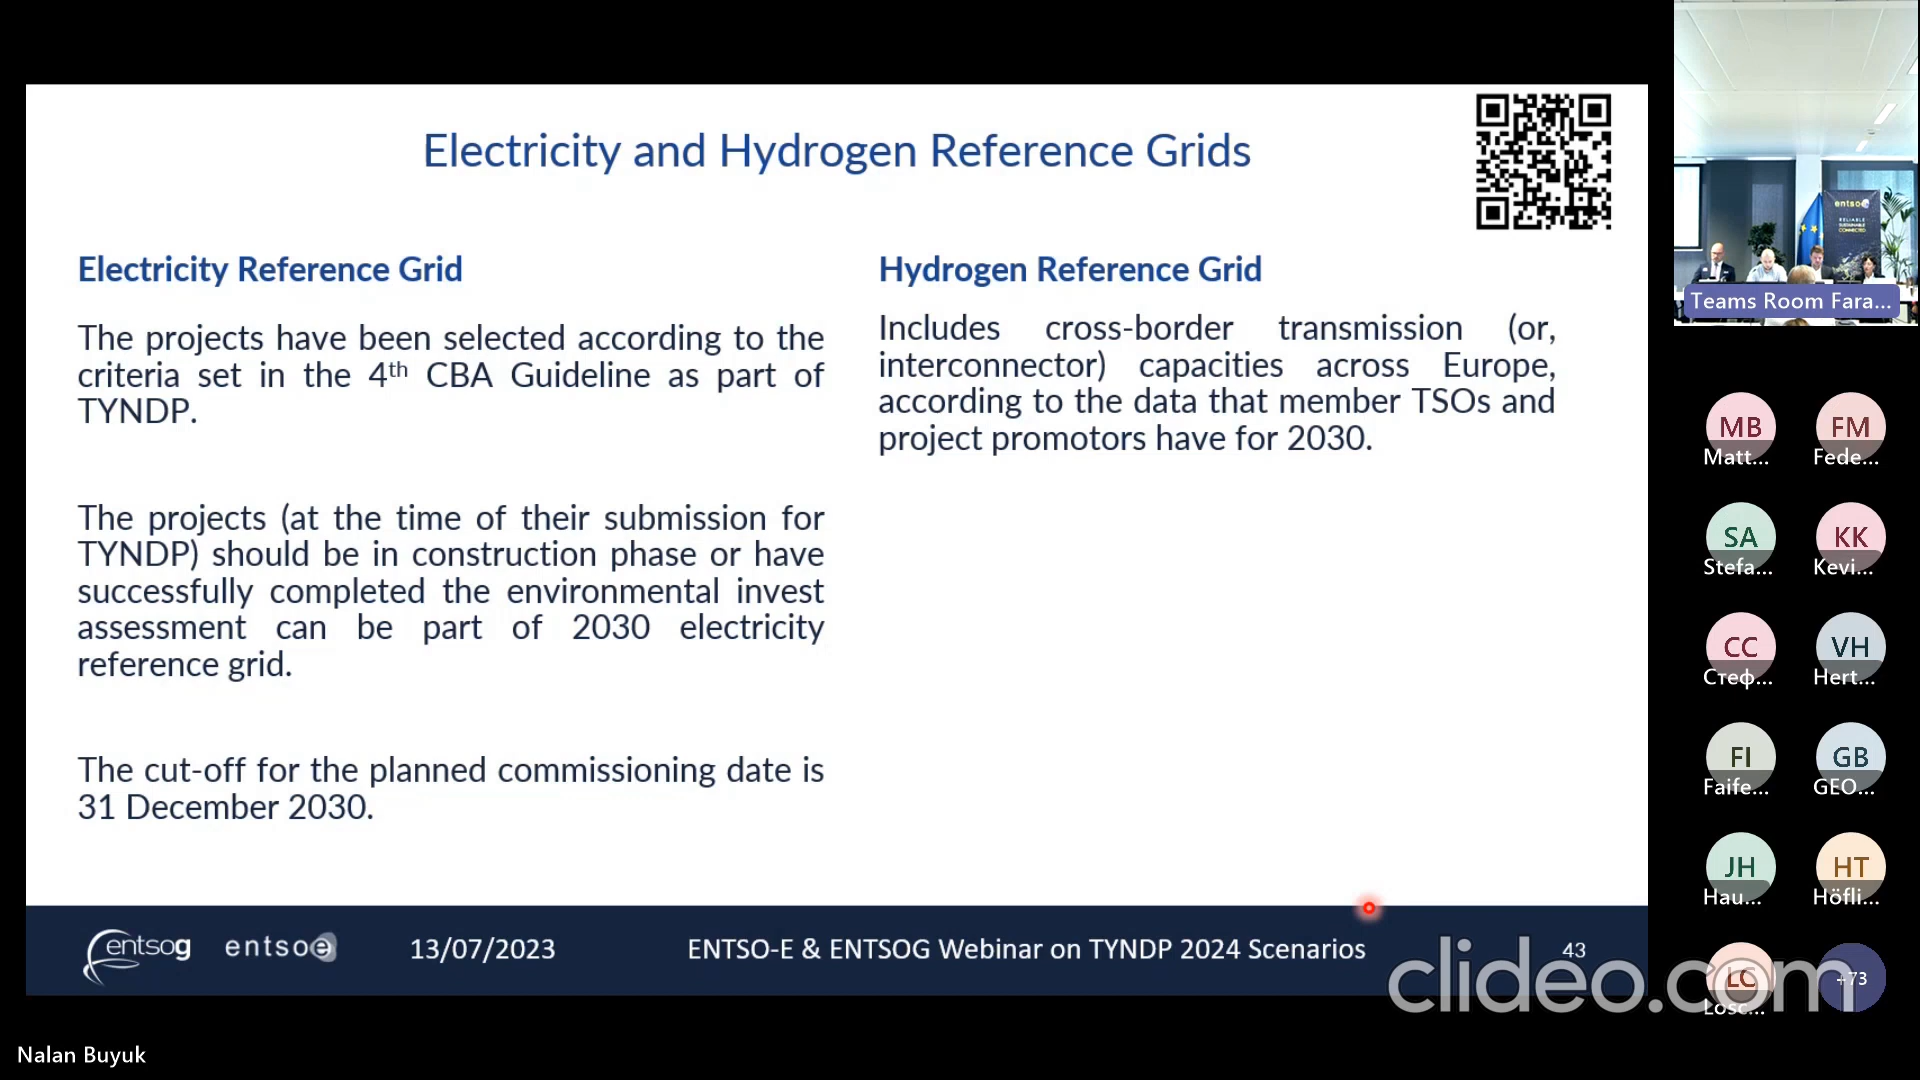 Electricity and Hydrogen Reference Grids
Electricity Reference Grid
The projects have been selected according to the
criteria set in the 4th CBA Guideline as part of
TYNDP.
The projects (at the time of their submission for
TYNDP) should be in construction phase or have
successfully completed the environmental invest
assessment can be part of 2030 electricity
reference grid.
The cut-off for the planned commissioning date is
31 December 2030.
Hydrogen Reference Grid
Includes cross-border transmission (or,
interconnector) capacities across Europe,
according to the data that member TSOs and
project promotors have for 2030.
entsog entsoe 13/07/2023 ENTSO-E & ENTSOG Webinar on TYNDP 2024 Scenarios 43
clideo.com
Nalan Buyuk
entsoe
RELIABLE
SUSTAINABLE
CONNECTED
Teams Room Fara...
MB FM
Matt... Fede...
SA KK
Stefa... Kevi...
CC VH
Стеф... Hert...
FI GB
Faife... GEO...
JH HT
Hau... Höfli...
LC +73
Losc...